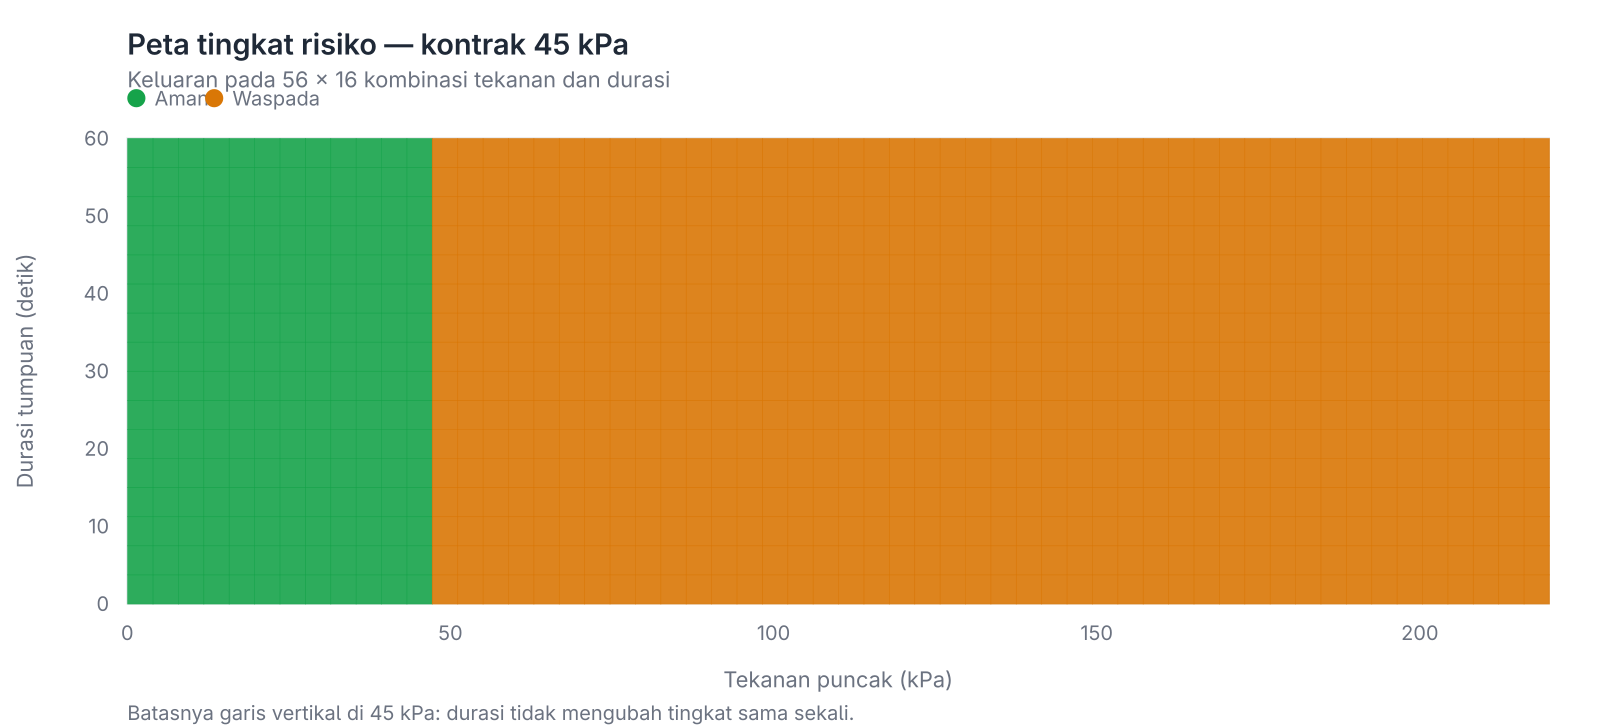 Peta tingkat risiko — kontrak 45 kPa
Keluaran pada 56 × 16 kombinasi tekanan dan durasi
Aman Waspada
60
50
40
30
20
10
0
Durasi tumpuan (detik)
0 50 100 150 200
Tekanan puncak (kPa)
Batasnya garis vertikal di 45 kPa: durasi tidak mengubah tingkat sama sekali.